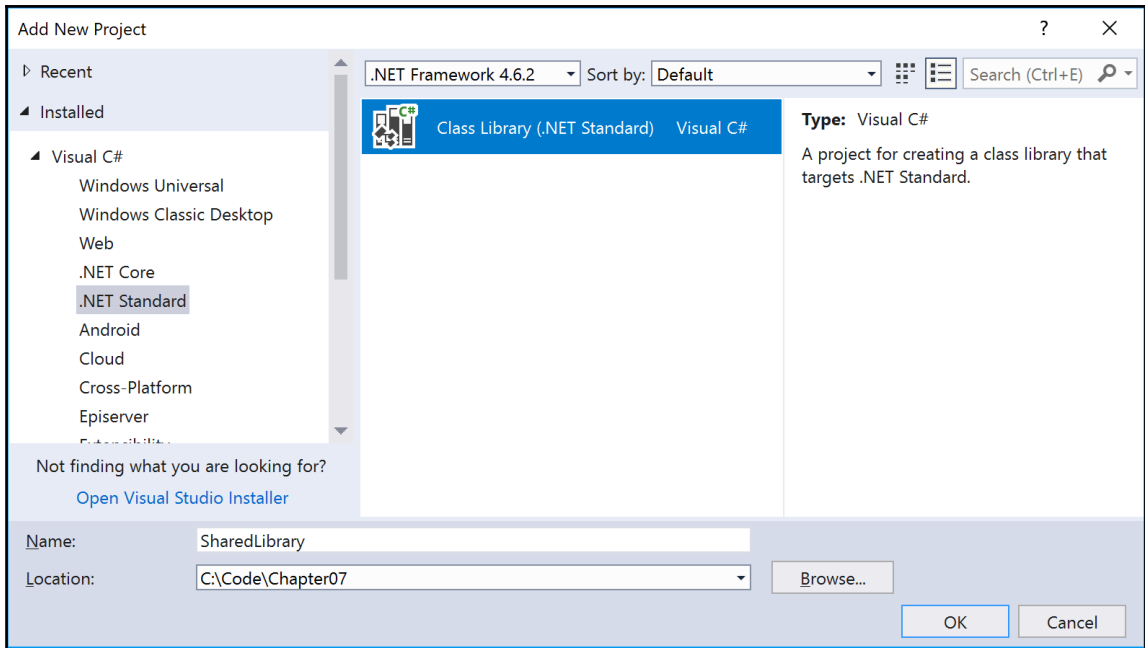 Add New Project
?
Recent
Installed
Visual C#
Windows Universal
Windows Classic Desktop
Web
.NET Core
.NET Standard
Android
Cloud
Cross-Platform
Episerver
Not finding what you are looking for?
Open Visual Studio Installer
.NET Framework 4.6.2 Sort by: Default Search (Ctrl+E)
C#
Class Library (.NET Standard) Visual C#
Type: Visual C#
A project for creating a class library that
targets .NET Standard.
Name: SharedLibrary
Location: C:\Code\Chapter07 Browse...
OK Cancel